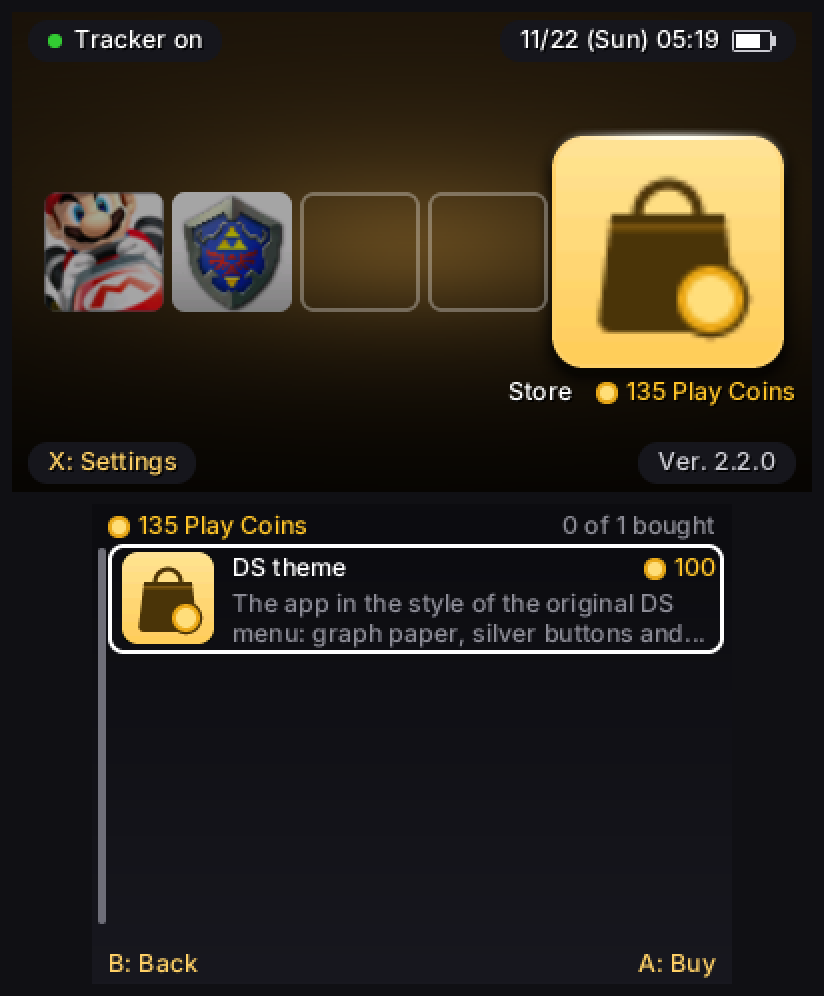 Tracker on
11/22 (Sun) 05:19
Store
135 Play Coins
X: Settings
Ver. 2.2.0
135 Play Coins
0 of 1 bought
DS theme
100
The app in the style of the original DS
menu: graph paper, silver buttons and...
B: Back
A: Buy